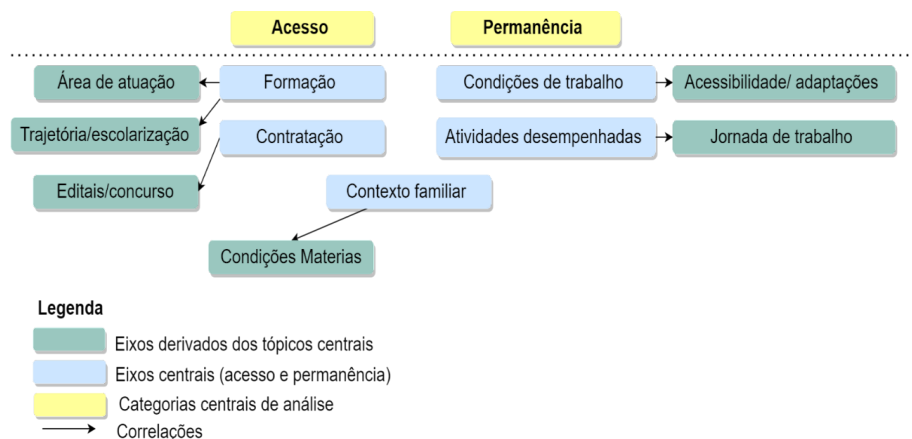 Acesso
Permanência
Área de atuação
Formação
Condições de trabalho
Acessibilidade/ adaptações
Trajetória/escolarização
Contratação
Atividades desempenhadas
Jornada de trabalho
Editais/concurso
Contexto familiar
Condições Materias
Legenda
Eixos derivados dos tópicos centrais
Eixos centrais (acesso e permanência)
Categorias centrais de análise
Correlações